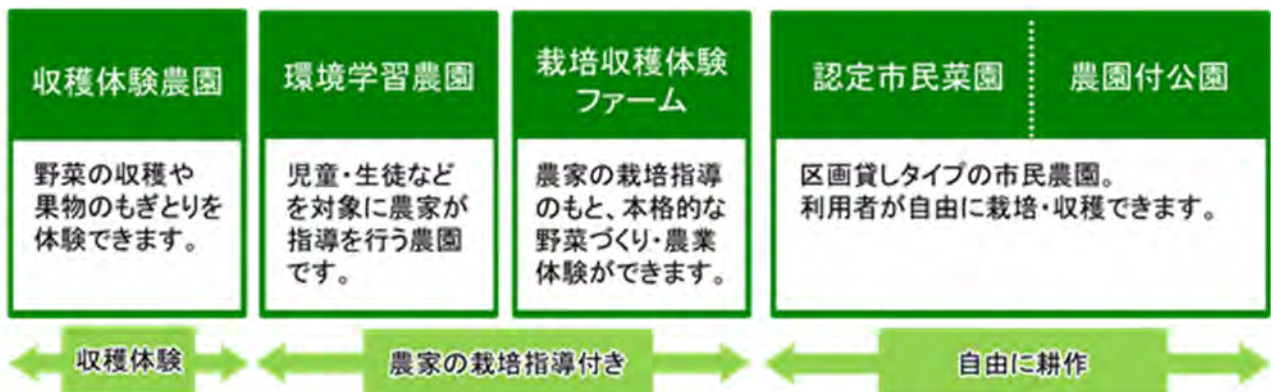 収穫体験農園
野菜の収穫や
果物のもぎとりを
体験できます。
環境学習農園
児童・生徒など
を対象に農家が
指導を行う農園
です。
栽培収穫体験
ファーム
農家の栽培指導
のもと、本格的な
野菜づくり・農業
体験ができます。
認定市民菜園
農園付公園
区画貸しタイプの市民農園。
利用者が自由に栽培・収穫できます。
収穫体験
農家の栽培指導付き
自由に耕作